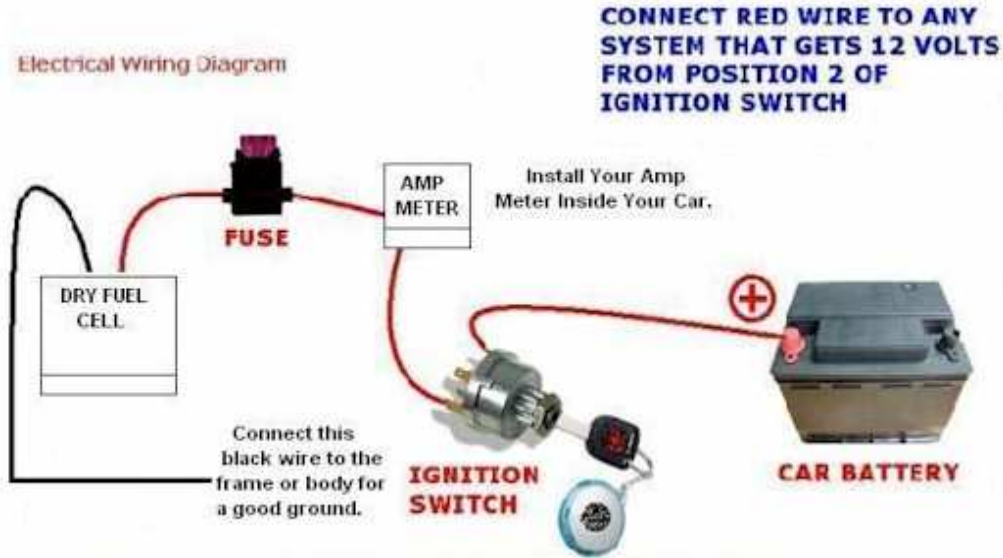 CONNECT RED WIRE TO ANY
SYSTEM THAT GETS 12 VOLTS
FROM POSITION 2 OF
IGNITION SWITCH
Electrical Wiring Diagram
AMP
METER
Install Your Amp
Meter Inside Your Car.
FUSE
DRY FUEL
CELL
Connect this
black wire to the
frame or body for
a good ground.
IGNITION
SWITCH
CAR BATTERY